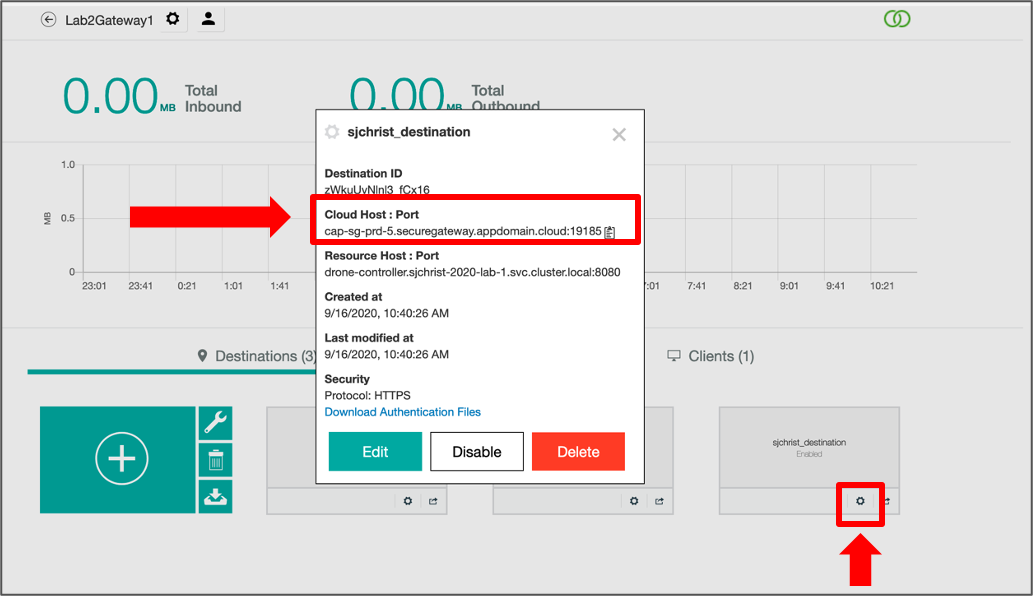 Lab2Gateway1
0.00 MB Total Inbound
0.00 MB Total Outbound
sjchrist_destination
Destination ID
Cloud Host : Port
cap-sg-prd-5.securegateway.appdomain.cloud:19185
Resource Host : Port
drone-controller.sjchrist-2020-lab-1.svc.cluster.local:8080
Created at
9/16/2020, 10:40:26 AM
Last modified at
9/16/2020, 10:40:26 AM
Security
Protocol: HTTPS
Download Authentication Files
Edit Disable Delete
1.0
MB
0.5
0
23:01 23:41 0:21 1:01 1:41 :01 7:41 8:21 9:01 9:41 10:21
Destinations (3)
Clients (1)
sjchrist_destination
Enabled